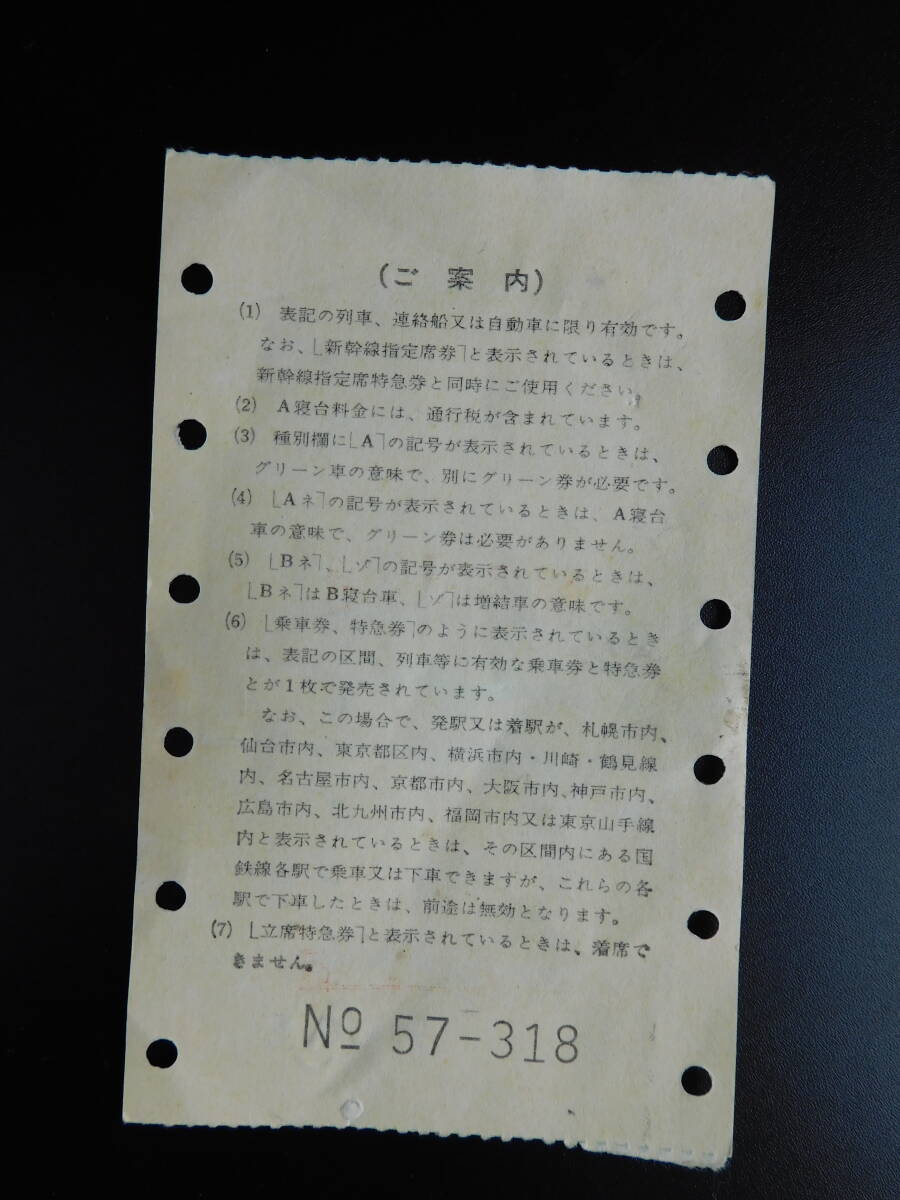 (ご案内)
(1) 表記の列車、連絡船又は自動車に限り有効です。
なお、⌊新幹線指定席券⌉と表示されているときは、
新幹線指定席特急券と同時にご使用ください。
(2) A寝台料金には、通行税が含まれています。
(3) 種別欄に⌊A⌉の記号が表示されているときは、
グリーン車の意味で、別にグリーン券が必要です。
(4) ⌊Aネ⌉の記号が表示されているときは、A寝台
車の意味で、グリーン券は必要がありません。
(5) ⌊Bネ⌉、⌊ゾ⌉の記号が表示されているときは、
⌊Bネ⌉はB寝台車、⌊ゾ⌉は増結車の意味です。
(6) ⌊乗車券、特急券⌉のように表示されているとき
は、表記の区間、列車等に有効な乗車券と特急券
とが1枚で発売されています。
なお、この場合で、発駅又は着駅が、札幌市内、
仙台市内、東京都区内、横浜市内・川崎・鶴見線
内、名古屋市内、京都市内、大阪市内、神戸市内、
広島市内、北九州市内、福岡市内又は東京山手線
内と表示されているときは、その区間内にある国
鉄線各駅で乗車又は下車できますが、これらの各
駅で下車したときは、前途は無効となります。
(7) ⌊立席特急券⌉と表示されているときは、着席で
きません。
№ 57-318